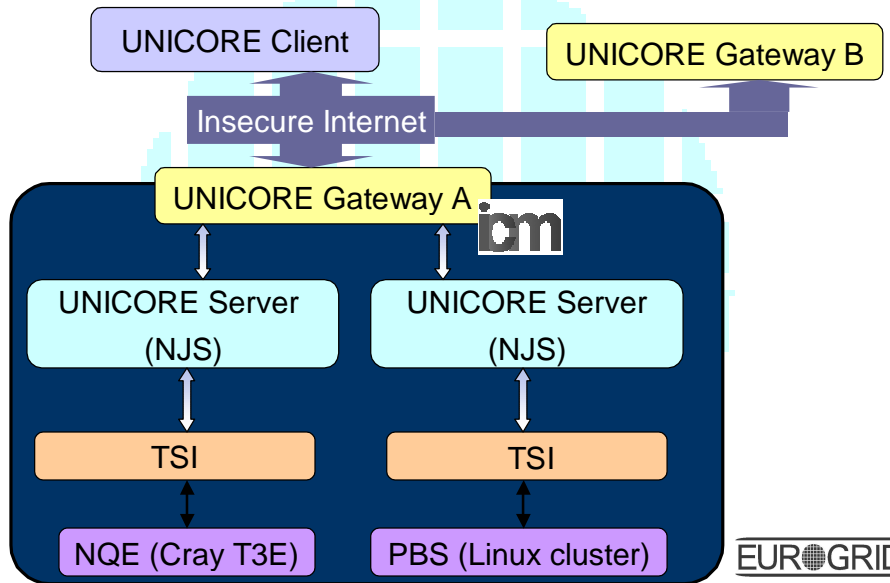 UNICORE Client
UNICORE Gateway B
Insecure Internet
UNICORE Gateway A
icm
UNICORE Server
(NJS)
UNICORE Server
(NJS)
TSI
TSI
NQE (Cray T3E)
PBS (Linux cluster)
EUROGRID